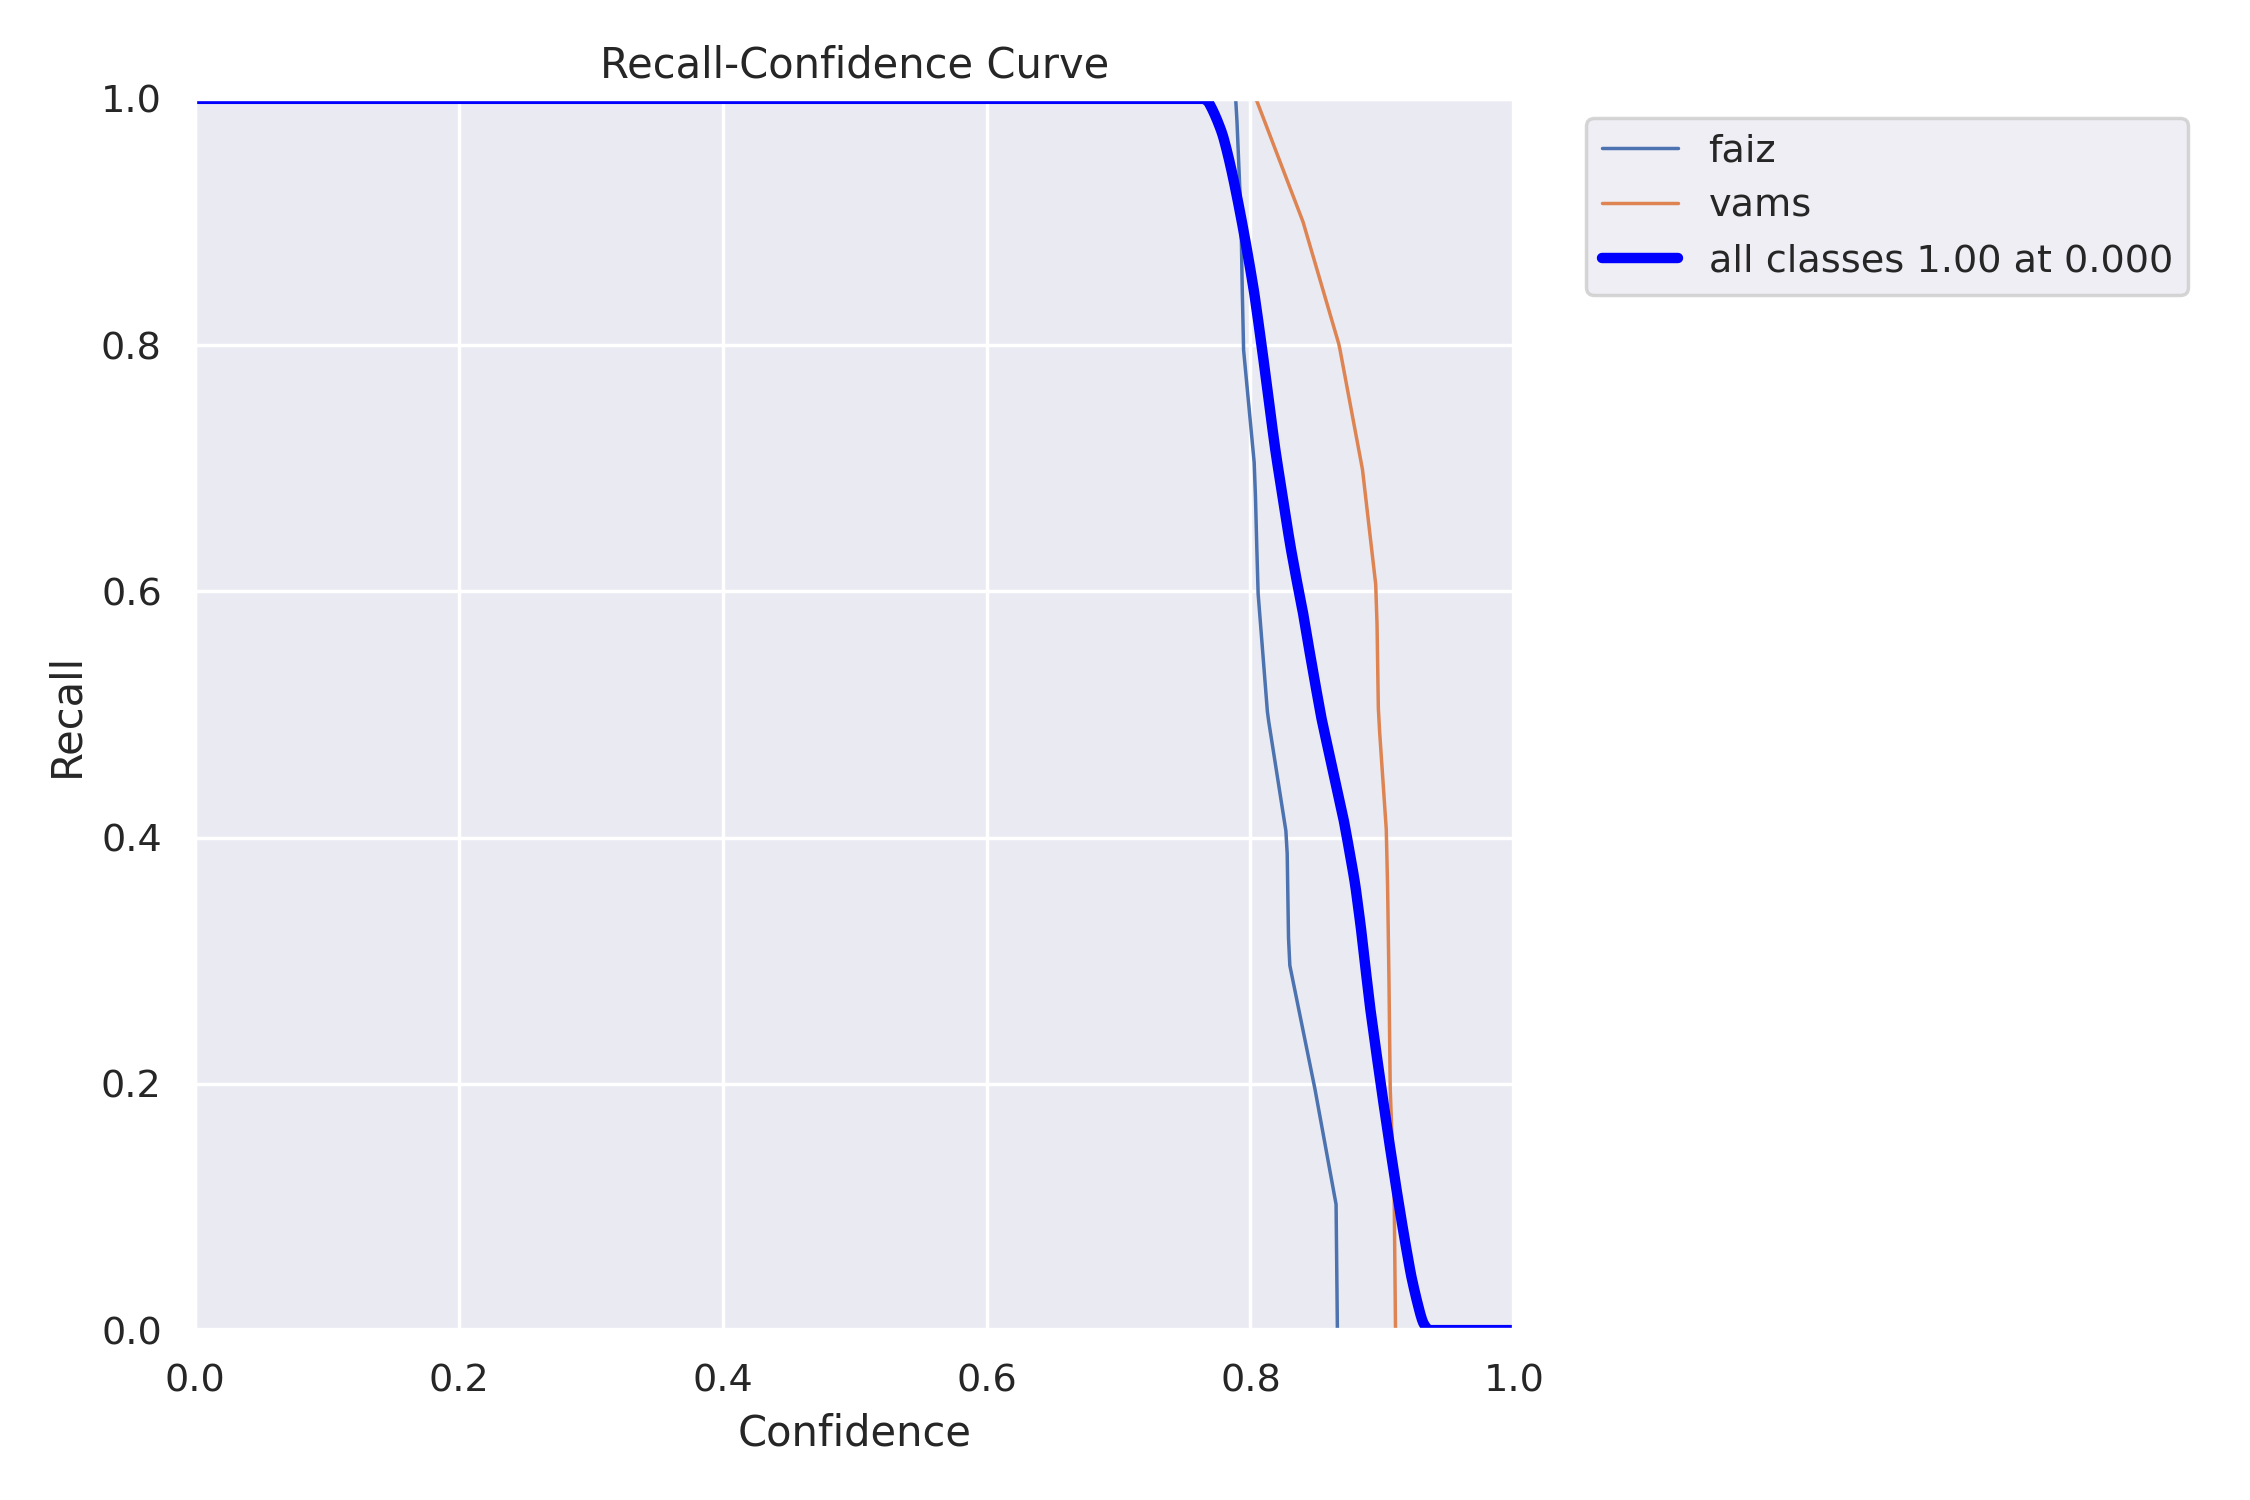 Recall-Confidence Curve
1.0
0.8
0.6
0.4
0.2
0.0
Recall
0.0 0.2 0.4 0.6 0.8 1.0
Confidence
faiz
vams
all classes 1.00 at 0.000